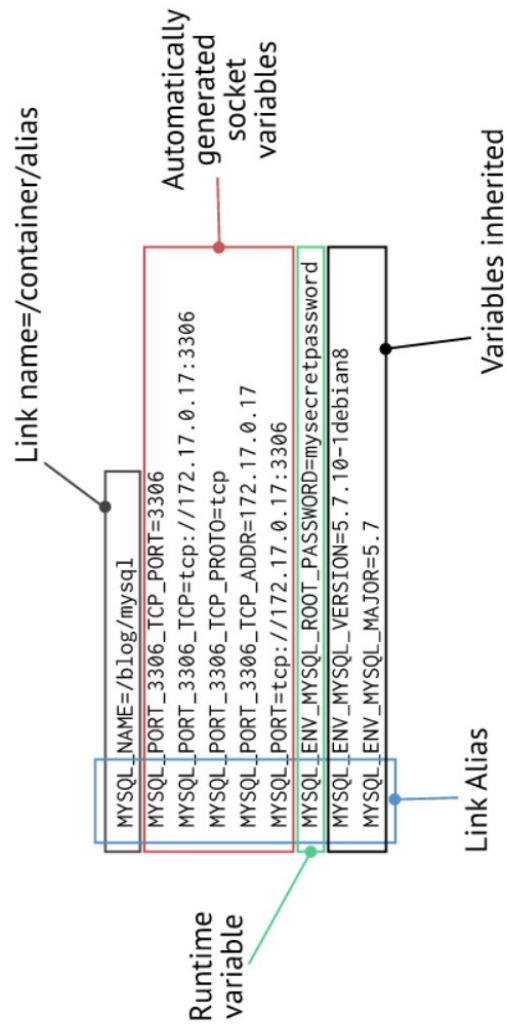 Link name=/container/alias
Automatically
generated
socket
variables
MYSQL_NAME=/blog/mysql
MYSQL_PORT_3306_TCP_PORT=3306
MYSQL_PORT_3306_TCP=tcp://172.17.0.17:3306
MYSQL_PORT_3306_TCP_PROTO=tcp
MYSQL_PORT_3306_TCP_ADDR=172.17.0.17
MYSQL_PORT=tcp://172.17.0.17:3306
MYSQL_ENV_MYSQL_ROOT_PASSWORD=mysecretpassword
MYSQL_ENV_MYSQL_VERSION=5.7.10-1debian8
MYSQL_ENV_MYSQL_MAJOR=5.7
Runtime
variable
Link Alias
Variables inherited